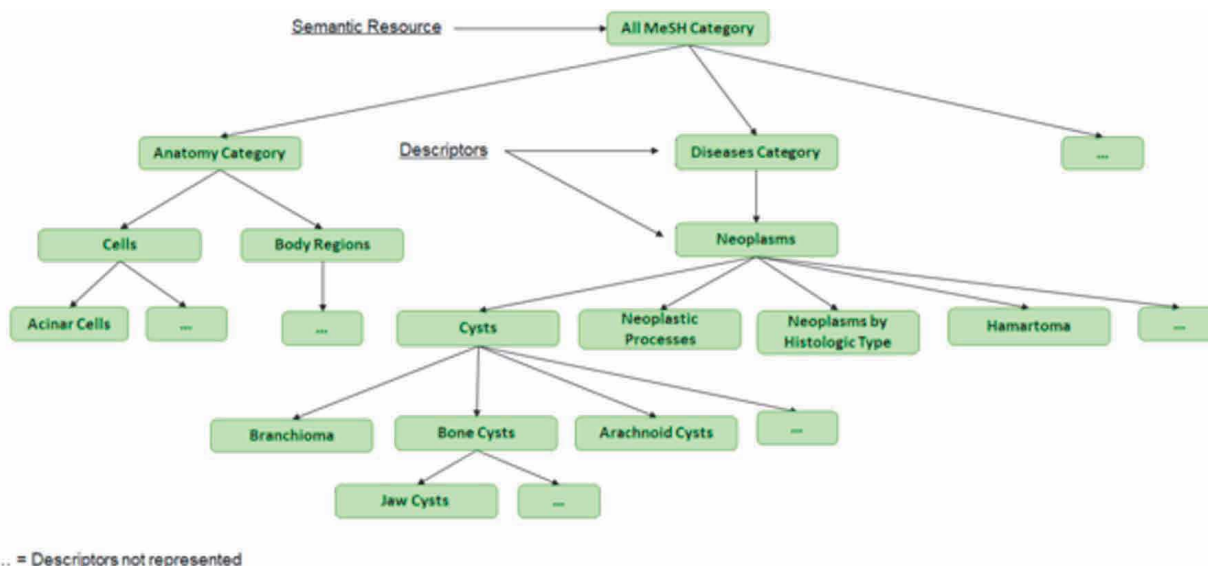 Semantic Resource
All MeSH Category
Anatomy Category
Descriptors
Diseases Category
...
Cells
Body Regions
Neoplasms
Acinar Cells
...
...
Cysts
Neoplastic
Processes
Neoplasms by
Histologic Type
Hamartoma
...
Branchioma
Bone Cysts
Arachnoid Cysts
...
Jaw Cysts
...
... = Descriptors not represented